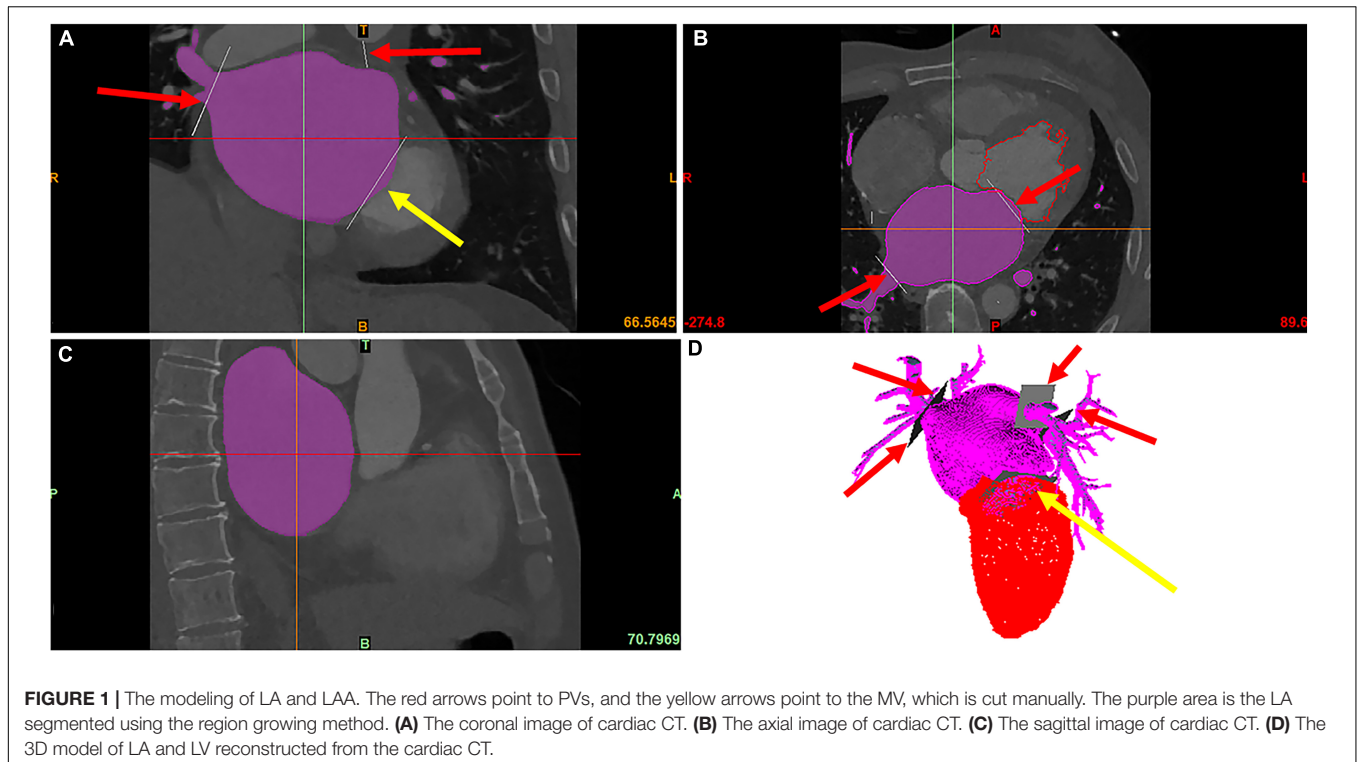 A
T
R
L
B
66.5645
B
A
R
L
P
-274.8
89.6
C
T
P
A
B
70.7969
D
FIGURE 1 | The modeling of LA and LAA. The red arrows point to PVs, and the yellow arrows point to the MV, which is cut manually. The purple area is the LA
segmented using the region growing method. (A) The coronal image of cardiac CT. (B) The axial image of cardiac CT. (C) The sagittal image of cardiac CT. (D) The
3D model of LA and LV reconstructed from the cardiac CT.